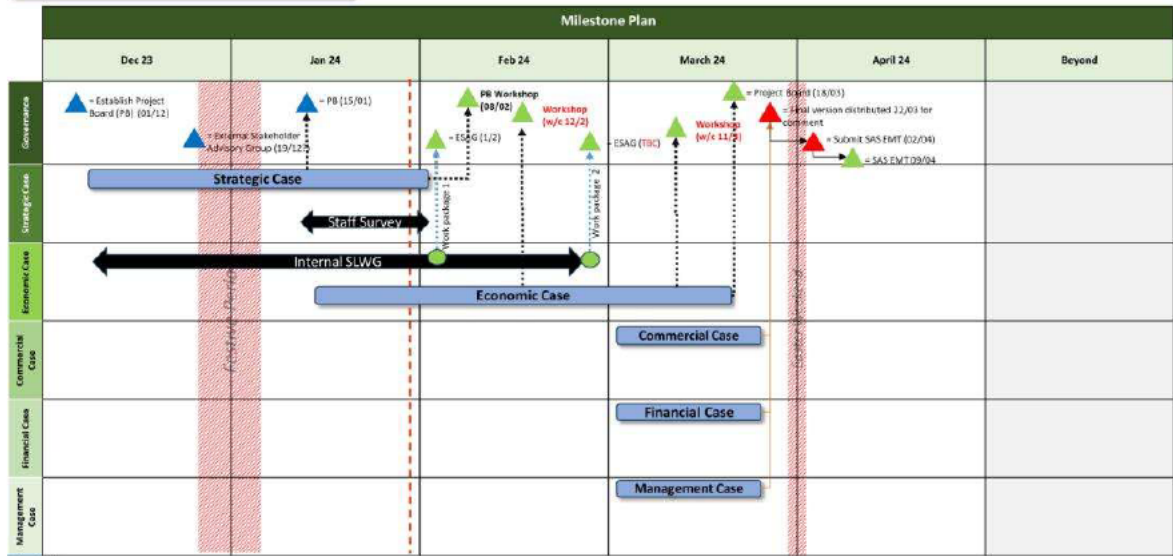 Milestone Plan
Dec 23
Jan 24
Feb 24
March 24
April 24
Beyond
Governance
= Establish Project
Board (PB) (01/12)
= External Stakeholder
Advisory Group (19/12?)
= PB (15/01)
= ESAG (1/2)
PB Workshop
(08/02)
Workshop
(w/c 12/2)
= ESAG (TBC)
Workshop
(w/c 11/3)
= Project Board (18/03)
= Final version distributed 22/03 for
comment
= Submit SAS EMT (02/04)
= SAS EMT 09/04
Strategic Case
Strategic Case
Staff Survey
Work package 1
Work package 2
Economic Case
Internal SLWG
Economic Case
Festive Period
Easter Weekend
Commercial
Case
Commercial Case
Financial
Case
Financial Case
Management
Case
Management Case